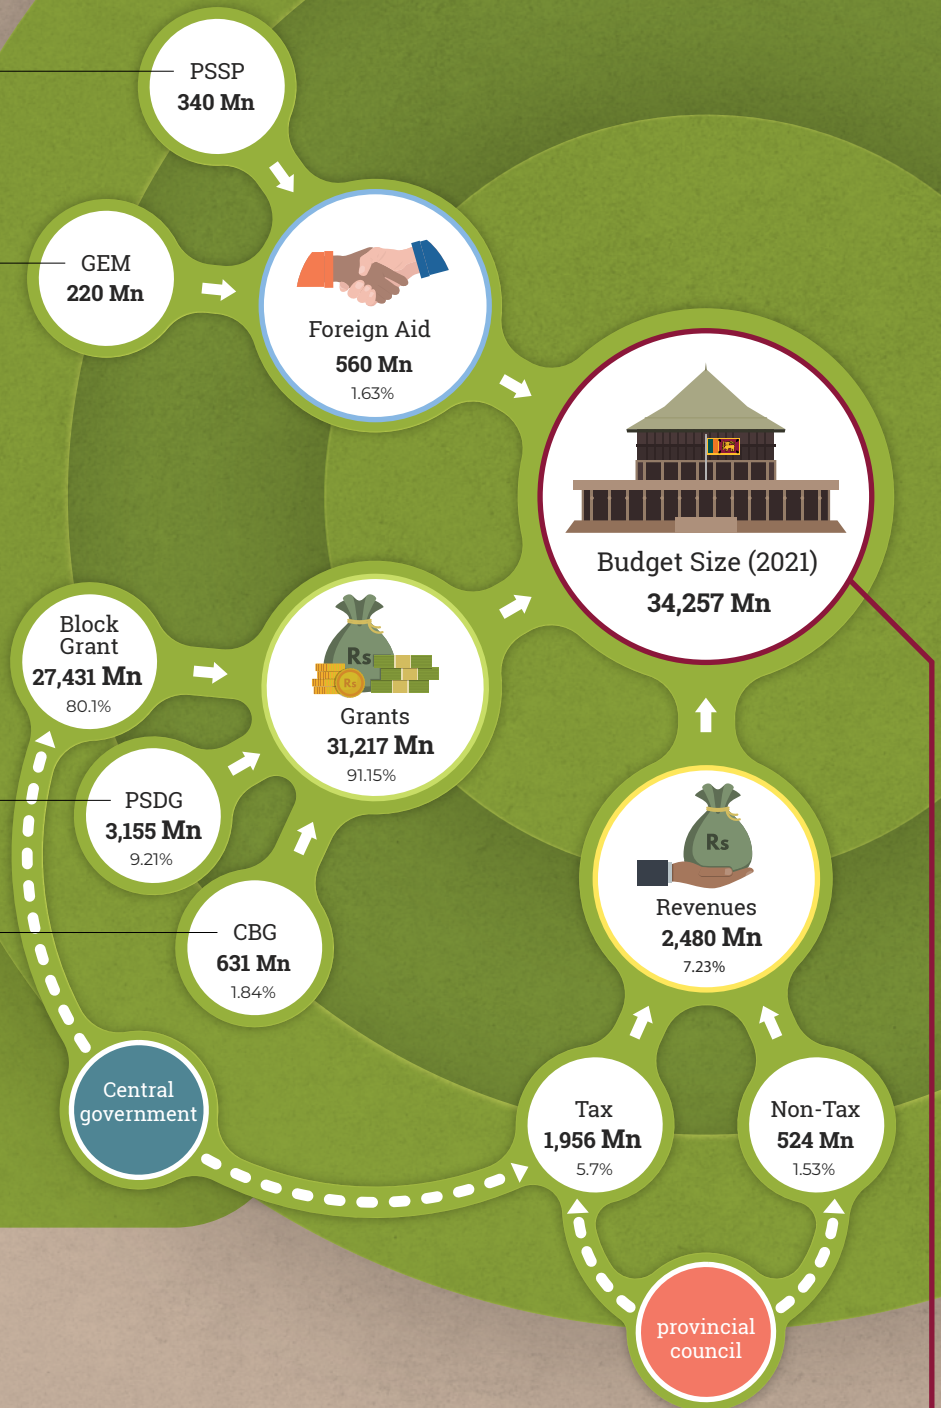 PSSP
340 Mn
GEM
220 Mn
Foreign Aid
560 Mn
1.63%
Budget Size (2021)
34,257 Mn
Block
Grant
27,431 Mn
80.1%
Rs
Rs
Grants
31,217 Mn
91.15%
PSDG
3,155 Mn
9.21%
CBG
631 Mn
1.84%
Rs
Revenues
2,480 Mn
7.23%
Central
government
Tax
1,956 Mn
5.7%
Non-Tax
524 Mn
1.53%
provincial
council